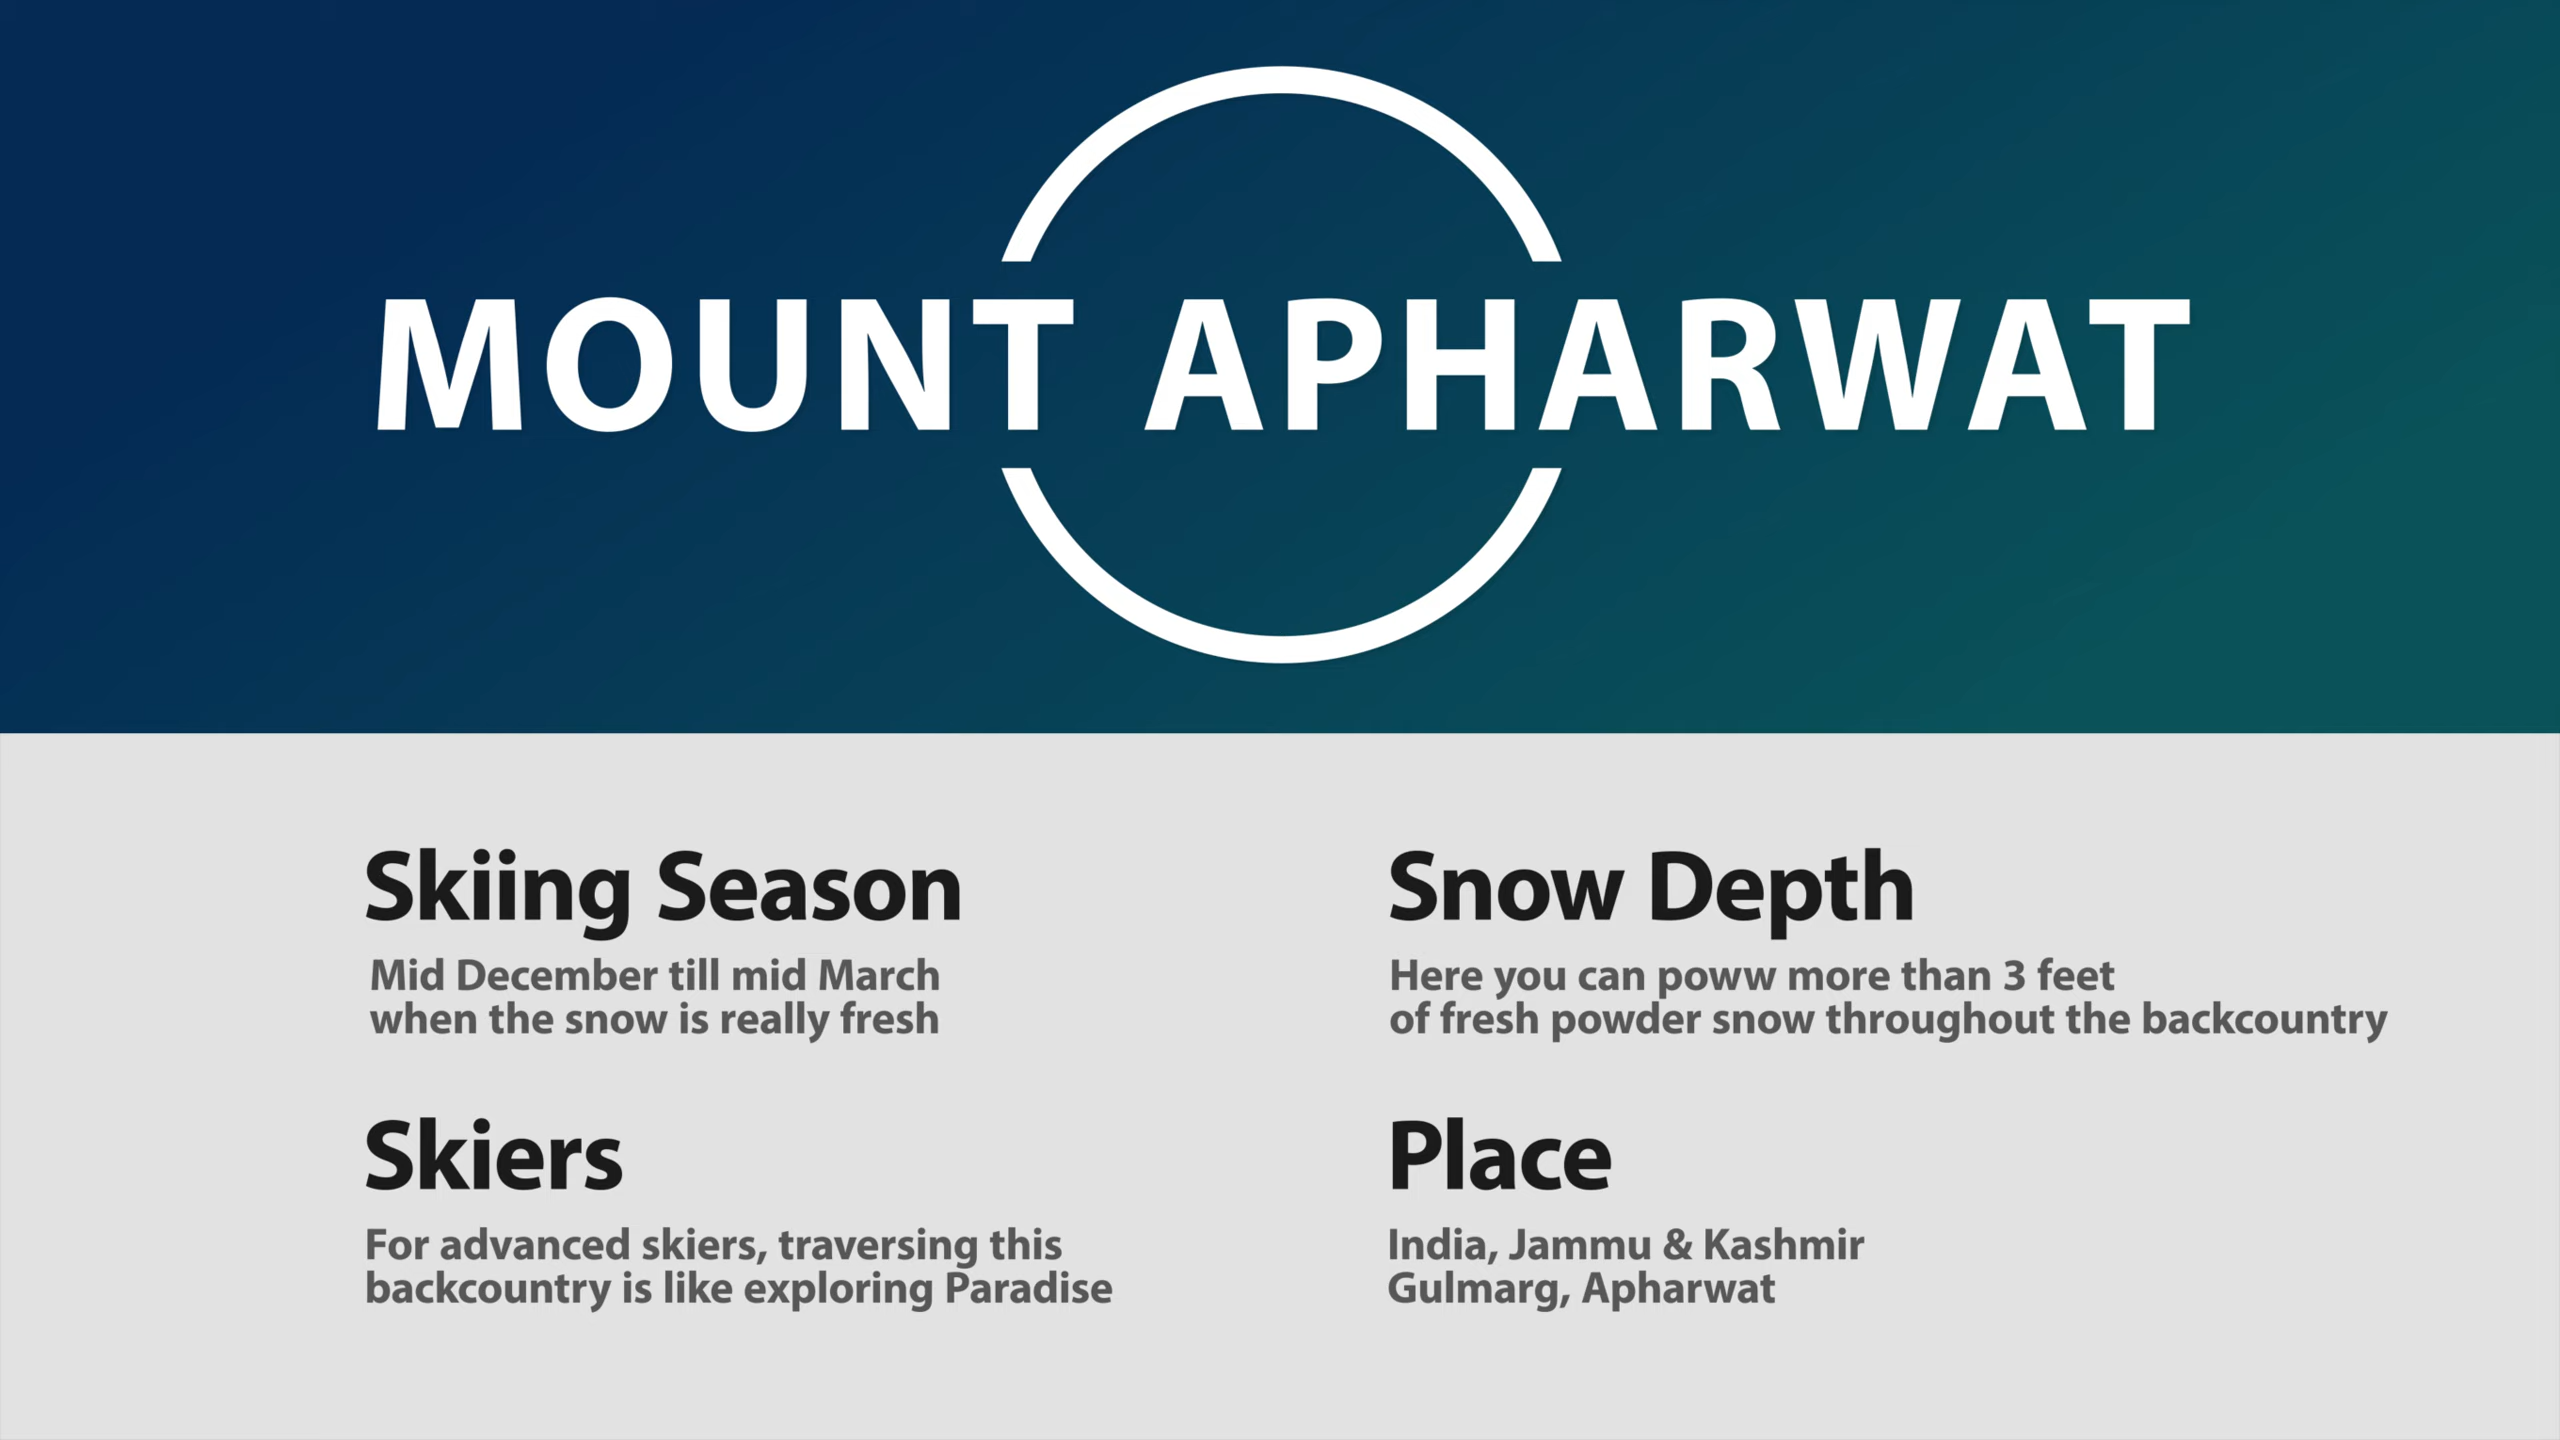 MOUNT APHARWAT
Skiing Season
Mid December till mid March
when the snow is really fresh
Snow Depth
Here you can poww more than 3 feet
of fresh powder snow throughout the backcountry
Skiers
For advanced skiers, traversing this
backcountry is like exploring Paradise
Place
India, Jammu & Kashmir
Gulmarg, Apharwat